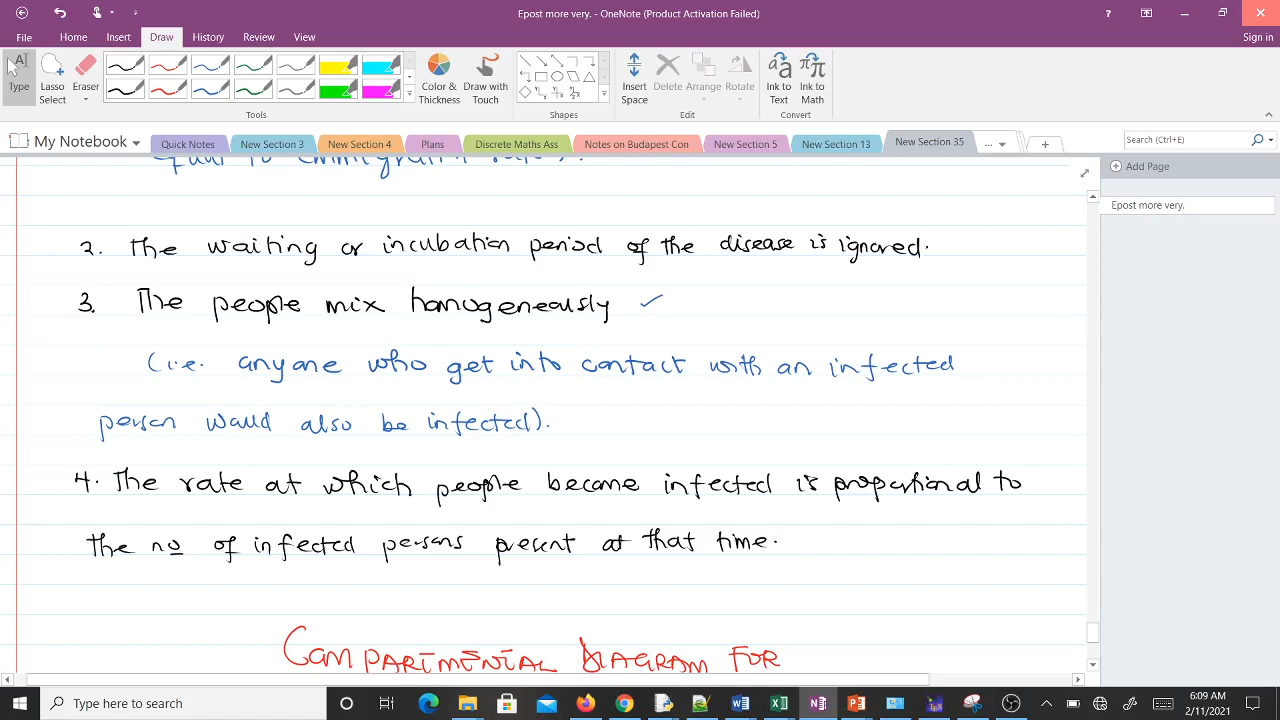 Epost more very. - OneNote (Product Activation Failed)
File Home Insert Draw History Review View Sign in
Type Lasso Select Eraser Color & Thickness Draw with Touch Insert Space Delete Arrange Rotate Ink to Text Ink to Math
Tools Shapes Edit Convert
My Notebook Quick Notes New Section 3 New Section 4 Plans Discrete Maths Ass Notes on Budapest Con New Section 5 New Section 13 New Section 35 ... Search (Ctrl+E)
Add Page
Epost more very.
2. The waiting or incubation period of the disease is ignored.
3. The people mix homogeneously ✓
(i.e. anyone who get into contact with an infected
person would also be infected).
4. The rate at which people become infected is proportional to
the no of infected persons present at that time.
COMPARTIMENTAL DIAGRAM FOR
Type here to search
6:09 AM
2/11/2021